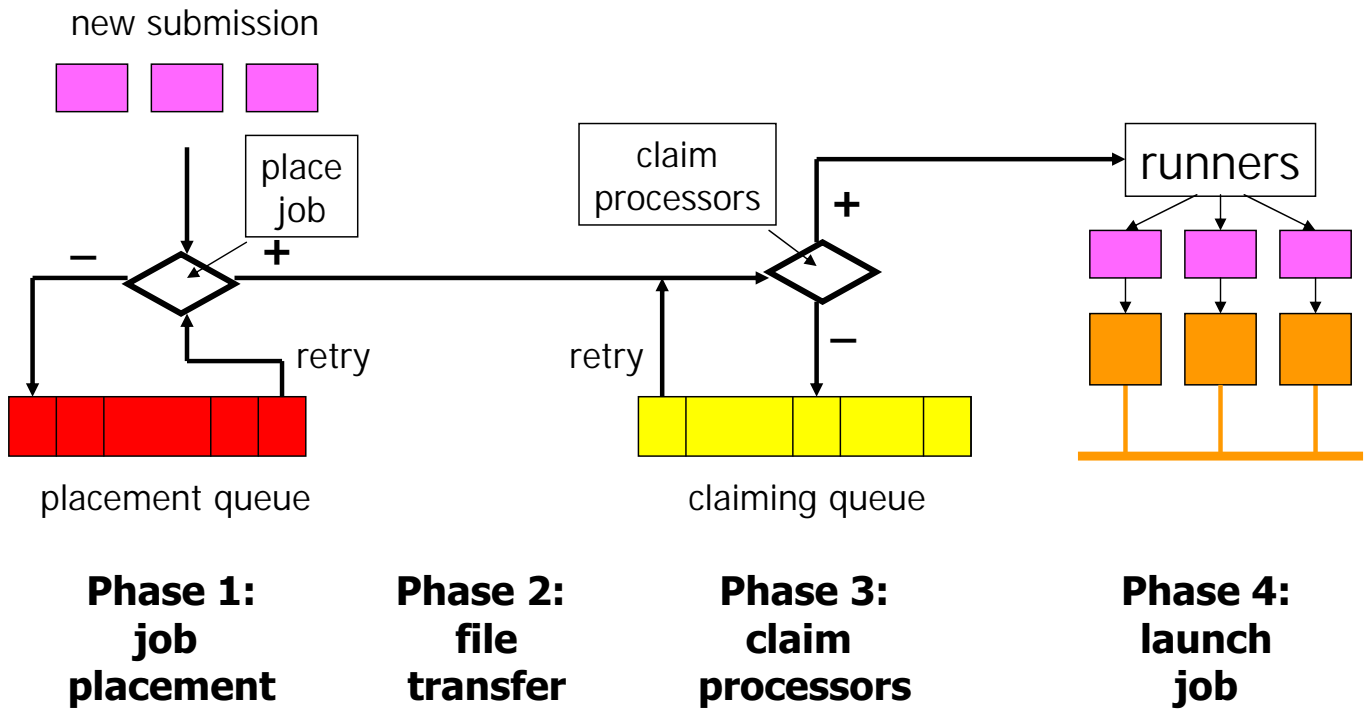 new submission
place
job
claim
processors
runners
+
–
+
retry
retry
–
placement queue
claiming queue
Phase 1:
job
placement
Phase 2:
file
transfer
Phase 3:
claim
processors
Phase 4:
launch
job